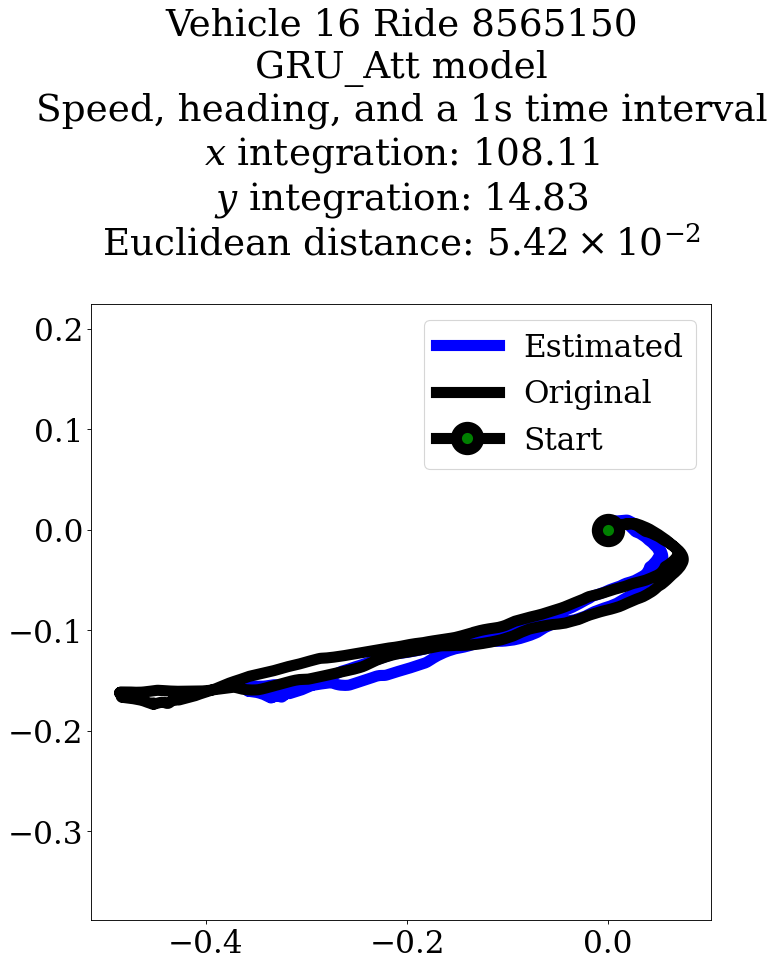 Vehicle 16 Ride 8565150
GRU_Att model
Speed, heading, and a 1s time interval
x integration: 108.11
y integration: 14.83
Euclidean distance: 5.42 × 10⁻²
Estimated
Original
Start
0.2
0.1
0.0
−0.1
−0.2
−0.3
−0.4
−0.2
0.0